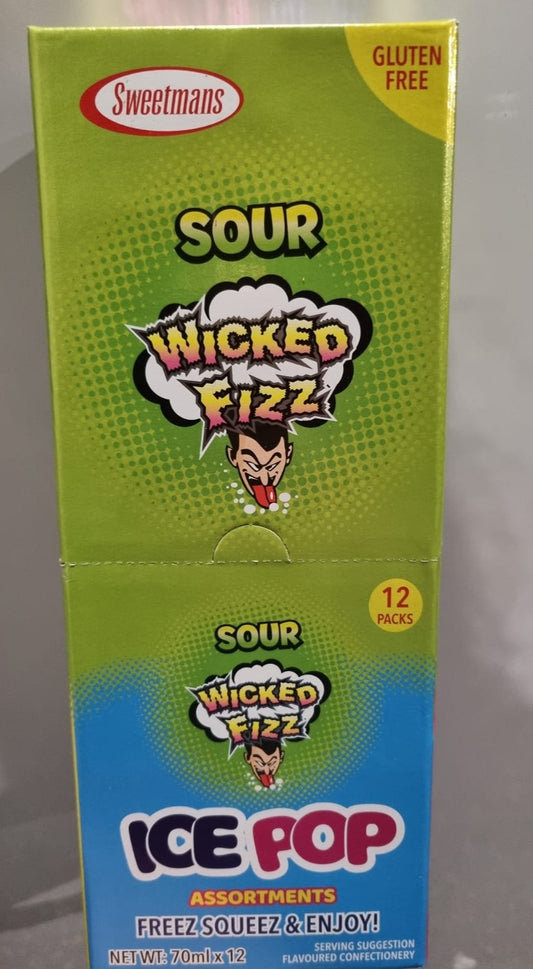 Sweetmans
GLUTEN
FREE
SOUR
WICKED
FIZZ
12
PACKS
SOUR
WICKED
FIZZ
ICE POP
ASSORTMENTS
FREEZ SQUEEZ & ENJOY!
NET WT: 70ml x 12
SERVING SUGGESTION
FLAVOURED CONFECTIONERY